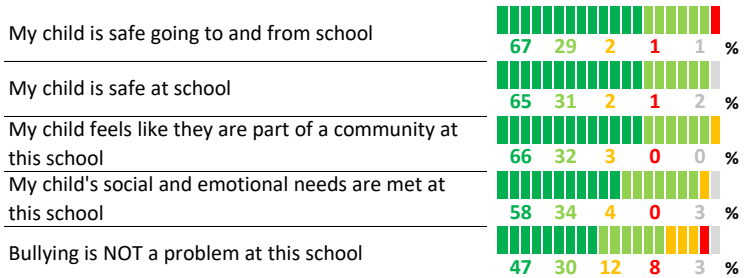 My child is safe going to and from school
67 29 2 1 1 %
My child is safe at school
65 31 2 1 2 %
My child feels like they are part of a community at
this school
66 32 3 0 0 %
My child's social and emotional needs are met at
this school
58 34 4 0 3 %
Bullying is NOT a problem at this school
47 30 12 8 3 %